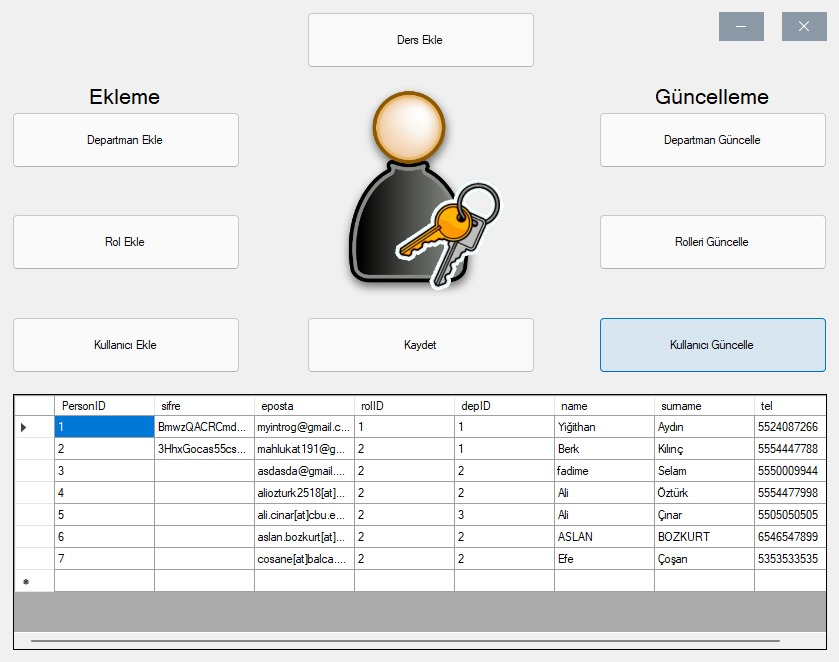 Ders Ekle
Ekleme
Güncelleme
Departman Ekle
Departman Güncelle
Rol Ekle
Rolleri Güncelle
Kullanıcı Ekle
Kaydet
Kullanıcı Güncelle
PersonID sifre eposta rolID depID name surname tel
1 BmwzQACRCmd... myintrog@gmail.c... 1 1 Yiğithan Aydın 5524087266
2 3HhxGocas55cs... mahlukat191@g... 2 1 Berk Kılınç 5554447788
3 asdasda@gmail.... 2 2 fadime Selam 5550009944
4 aliozturk2518[at]... 2 2 Ali Öztürk 5554477998
5 ali.cinar[at]cbu.e... 2 3 Ali Çınar 5505050505
6 aslan.bozkurt[at]... 2 2 ASLAN BOZKURT 6546547899
7 cosane[at]balca.... 2 2 Efe Çoşan 5353533535